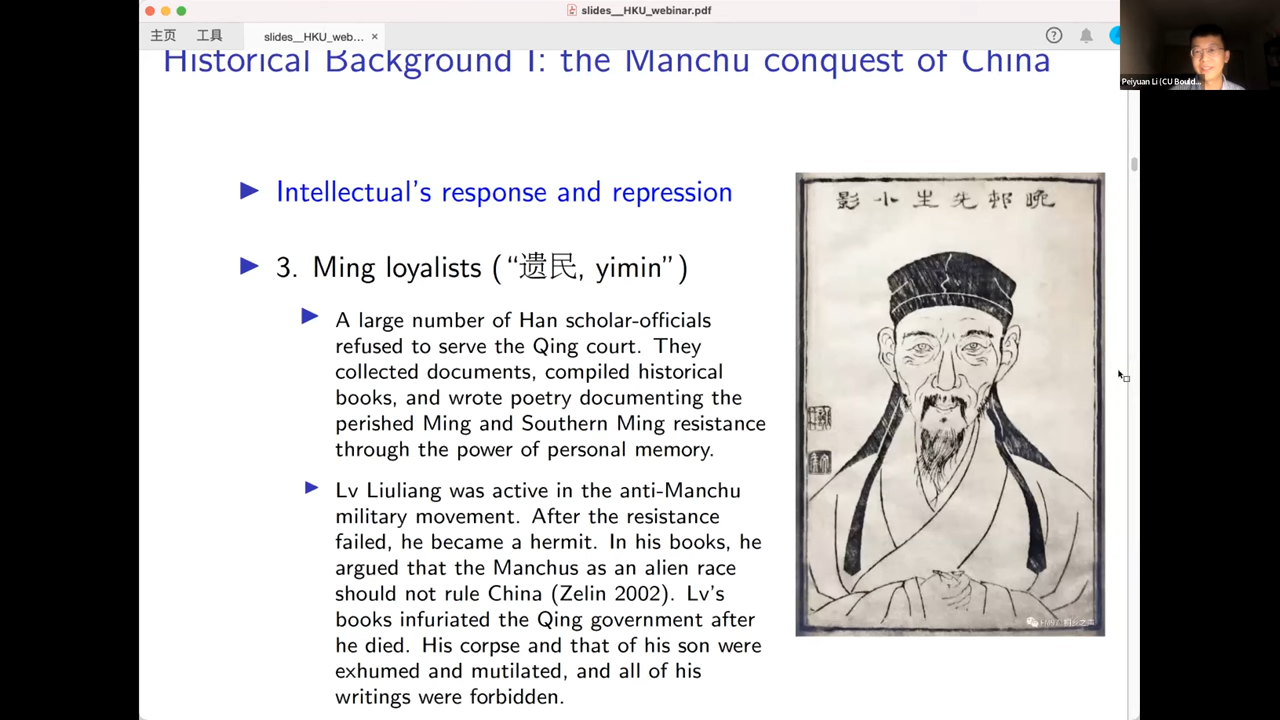 slides__HKU_webinar.pdf
主页 工具 slides__HKU_web... ×
Peiyuan Li (CU Bould...
Historical Background I: the Manchu conquest of China
Intellectual's response and repression
3. Ming loyalists (“遗民, yimin”)
A large number of Han scholar-officials
refused to serve the Qing court. They
collected documents, compiled historical
books, and wrote poetry documenting the
perished Ming and Southern Ming resistance
through the power of personal memory.
Lv Liuliang was active in the anti-Manchu
military movement. After the resistance
failed, he became a hermit. In his books, he
argued that the Manchus as an alien race
should not rule China (Zelin 2002). Lv's
books infuriated the Qing government after
he died. His corpse and that of his son were
exhumed and mutilated, and all of his
writings were forbidden.
晚邨先生小影